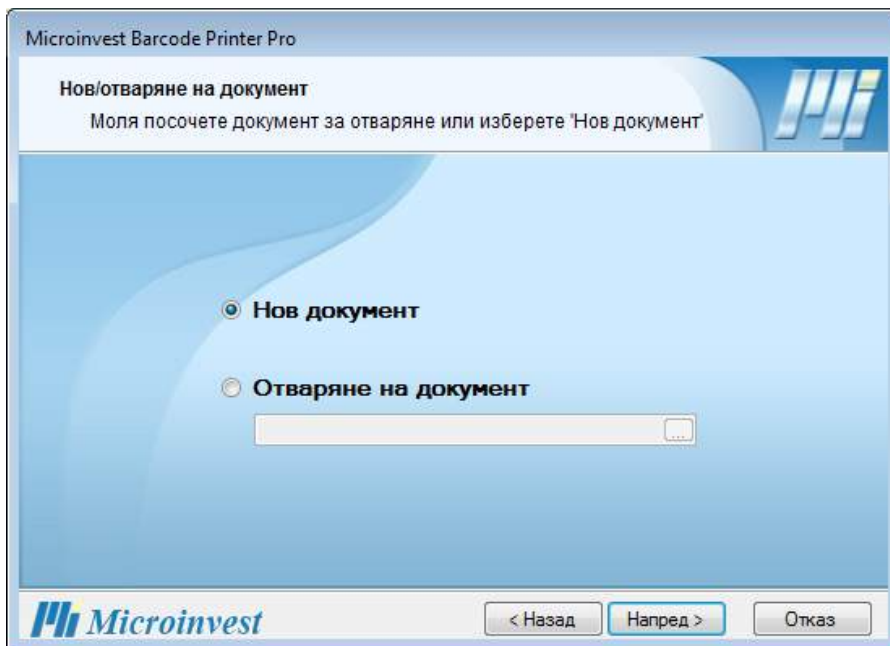 Microinvest Barcode Printer Pro
Нов/отваряне на документ
Моля посочете документ за отваряне или изберете 'Нов документ'
Нов документ
Отваряне на документ
...
Microinvest
< Назад
Напред >
Отказ